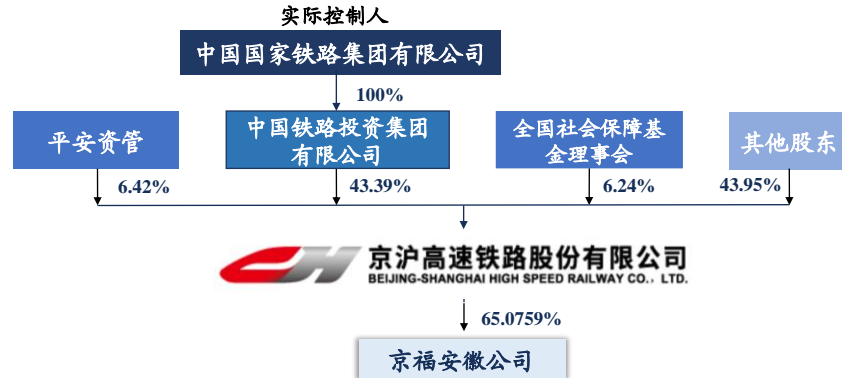 实际控制人
中国国家铁路集团有限公司
100%
平安资管
中国铁路投资集团
有限公司
全国社会保障基
金理事会
其他股东
6.42%
43.39%
6.24%
43.95%
京沪高速铁路股份有限公司
BEIJING-SHANGHAI HIGH SPEED RAILWAY CO., LTD.
65.0759%
京福安徽公司